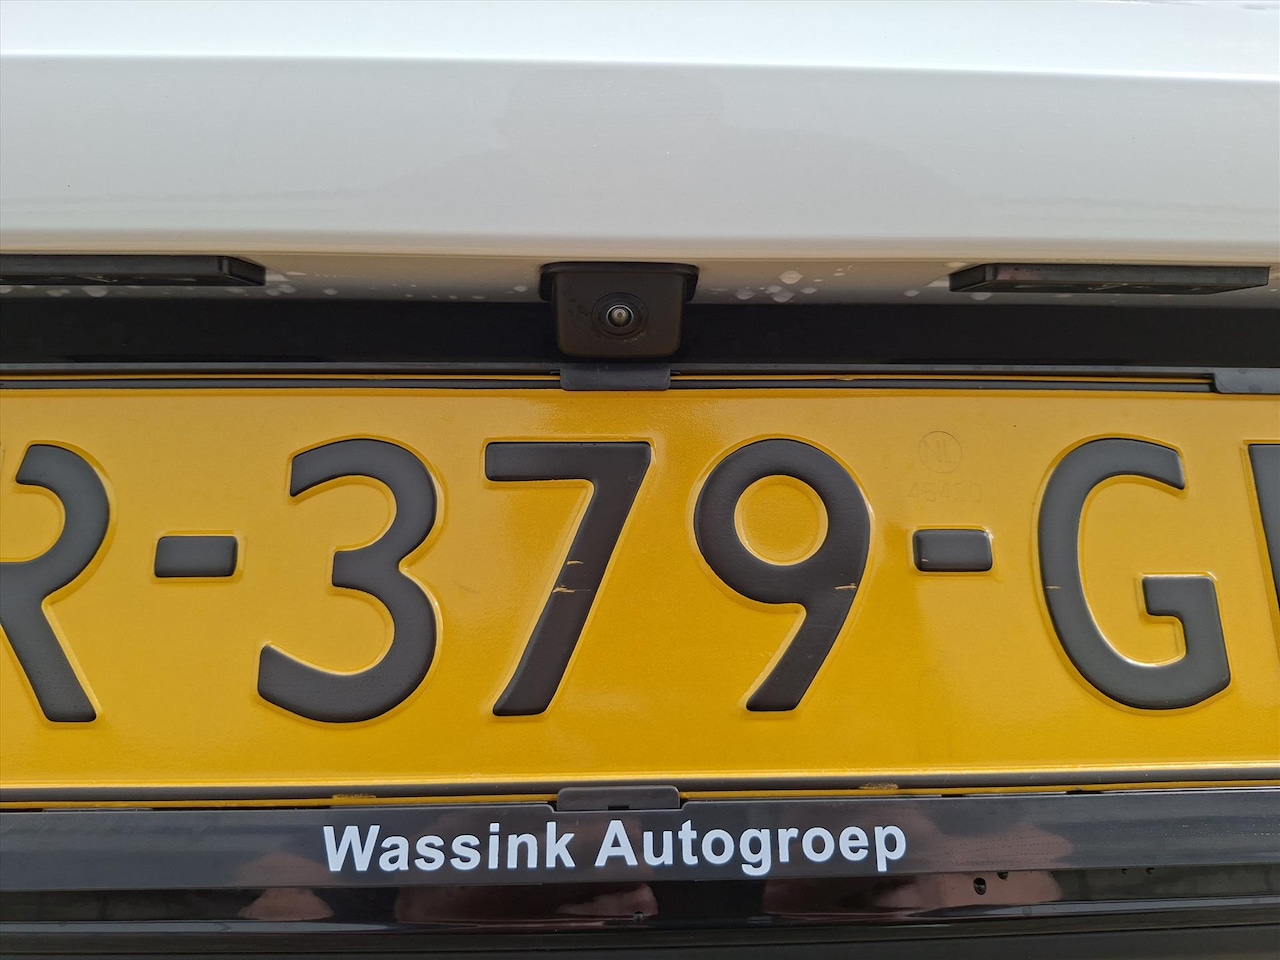 R-379-G
NL
Wassink Autogroep